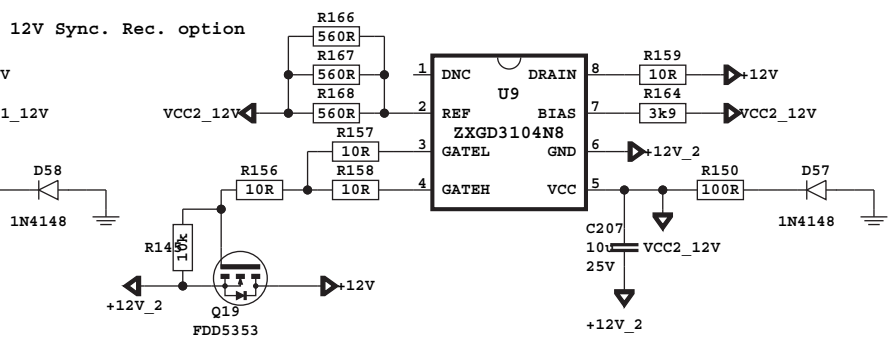 R166
12V Sync. Rec. option
560R
R167
R159
V
560R
1
DNC
DRAIN
8
10R
+12V
U9
R168
R164
1_12V
VCC2_12V
560R
2
REF
BIAS
7
3k9
VCC2_12V
ZXGD3104N8
R157
10R
3
GATEL
GND
6
+12V_2
D58
R156
R158
R150
D57
10R
10R
4
GATEH
VCC
5
100R
1N4148
1N4148
C207
R145
10k
10u
VCC2_12V
25V
+12V
+12V_2
Q19
FDD5353
+12V_2